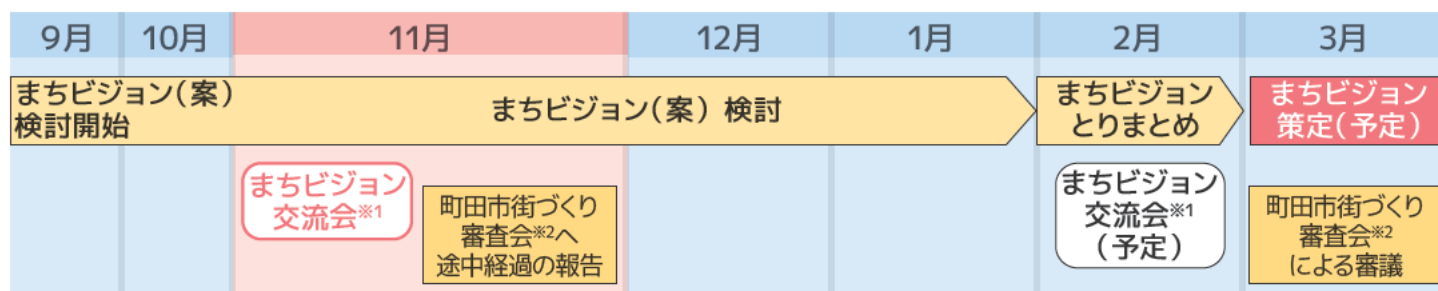 9月 10月 11月 12月 1月 2月 3月
まちビジョン(案)
検討開始
まちビジョン(案) 検討
まちビジョン
とりまとめ
まちビジョン
策定(予定)
まちビジョン
交流会※1
町田市街づくり
審査会※2へ
途中経過の報告
まちビジョン
交流会※1
(予定)
町田市街づくり
審査会※2
による審議